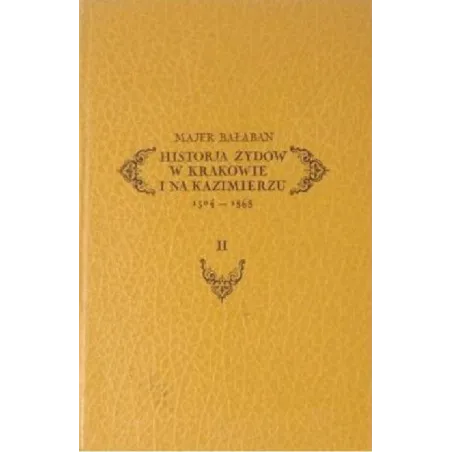 MAJER BAŁABAN
HISTORJA ŻYDÓW
W KRAKOWIE
I NA KAZIMIERZU
1304 — 1868
II